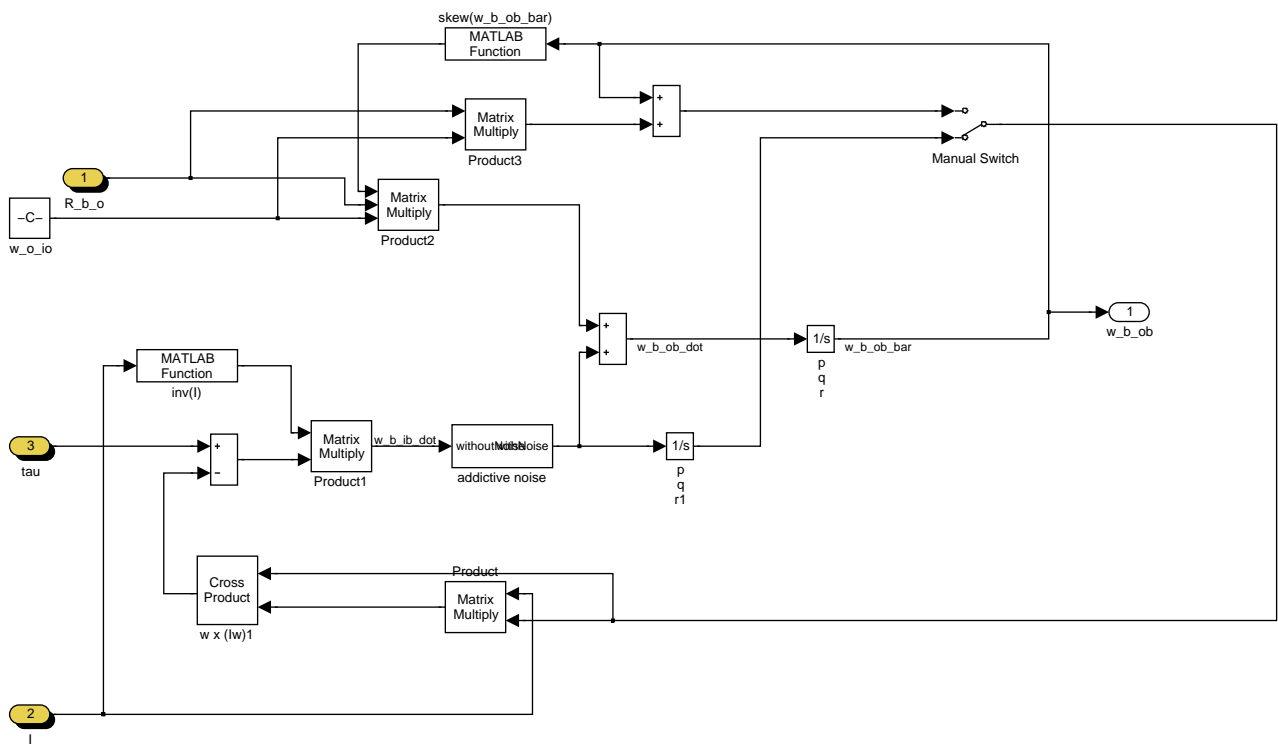 skew(w_b_ob_bar)
MATLAB
Function
+
+
Matrix
Multiply
Product3
Manual Switch
1
R_b_o
Matrix
Multiply
Product2
−C−
w_o_io
+
+
w_b_ob_dot
1/s
p
q
r
w_b_ob_bar
1
w_b_ob
MATLAB
Function
inv(I)
3
tau
+
−
Matrix
Multiply
Product1
w_b_ib_dot
addictive noise
1/s
p
q
r1
Cross
Product
w x (Iw)1
Product
Matrix
Multiply
2
I